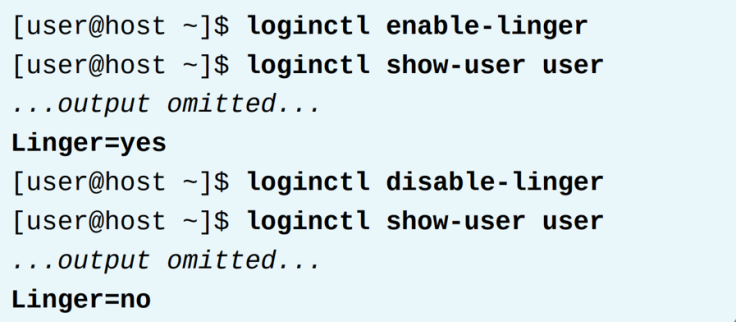 [user@host ~]$ loginctl enable-linger
[user@host ~]$ loginctl show-user user
...output omitted...
Linger=yes
[user@host ~]$ loginctl disable-linger
[user@host ~]$ loginctl show-user user
...output omitted...
Linger=no